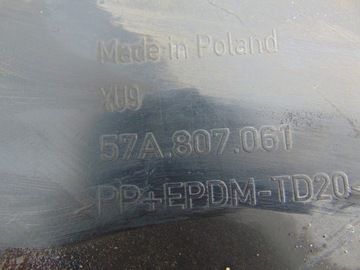 Made in Poland
XU9
57A.807.061
PP+EPDM-TD20